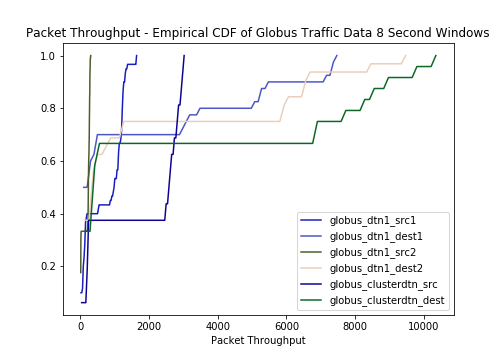 Packet Throughput - Empirical CDF of Globus Traffic Data 8 Second Windows
1.0
0.8
0.6
0.4
0.2
globus_dtn1_src1
globus_dtn1_dest1
globus_dtn1_src2
globus_dtn1_dest2
globus_clusterdtn_src
globus_clusterdtn_dest
0 2000 4000 6000 8000 10000
Packet Throughput